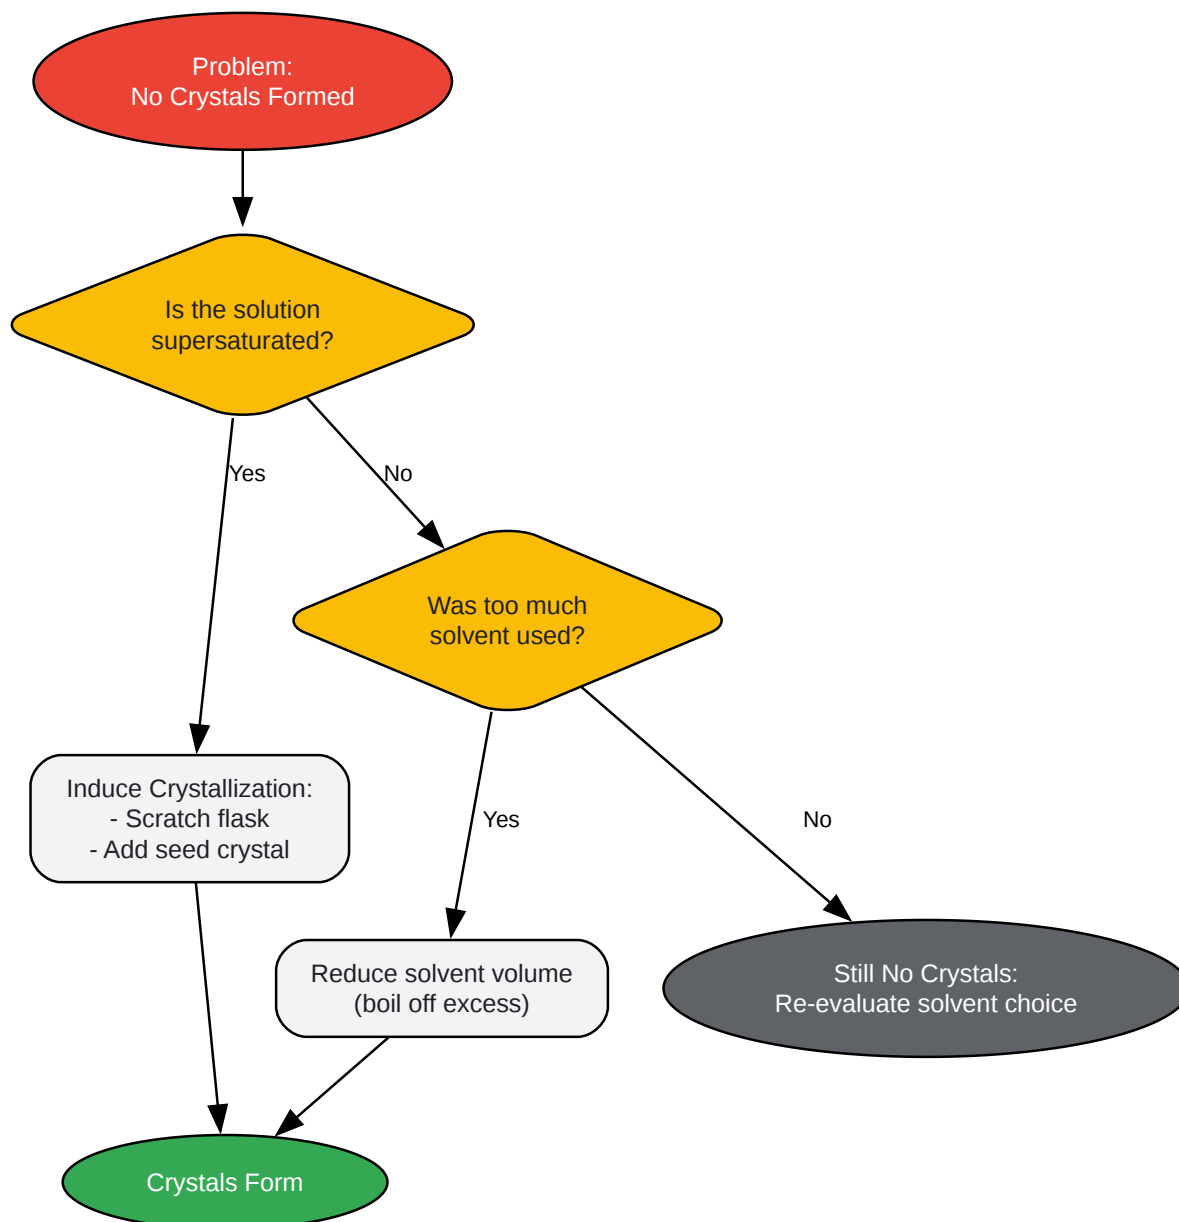 Problem:
No Crystals Formed
Is the solution
supersaturated?
Yes
No
Was too much
solvent used?
Induce Crystallization:
- Scratch flask
- Add seed crystal
Yes
No
Reduce solvent volume
(boil off excess)
Still No Crystals:
Re-evaluate solvent choice
Crystals Form